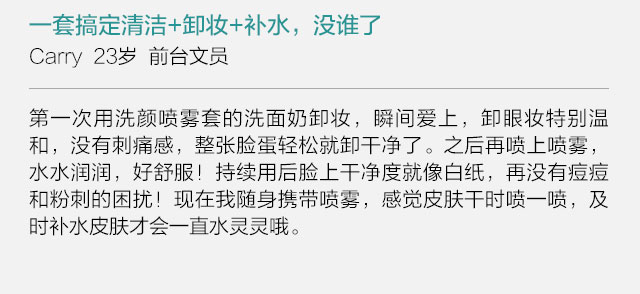 一套搞定清洁+卸妆+补水，没谁了
Carry 23岁 前台文员
第一次用洗颜喷雾套的洗面奶卸妆，瞬间爱上，卸眼妆特别温
和，没有刺痛感，整张脸蛋轻松就卸干净了。之后再喷上喷雾，
水水润润，好舒服！持续用后脸上干净度就像白纸，再没有痘痘
和粉刺的困扰！现在我随身携带喷雾，感觉皮肤干时喷一喷，及
时补水皮肤才会一直水灵灵哦。